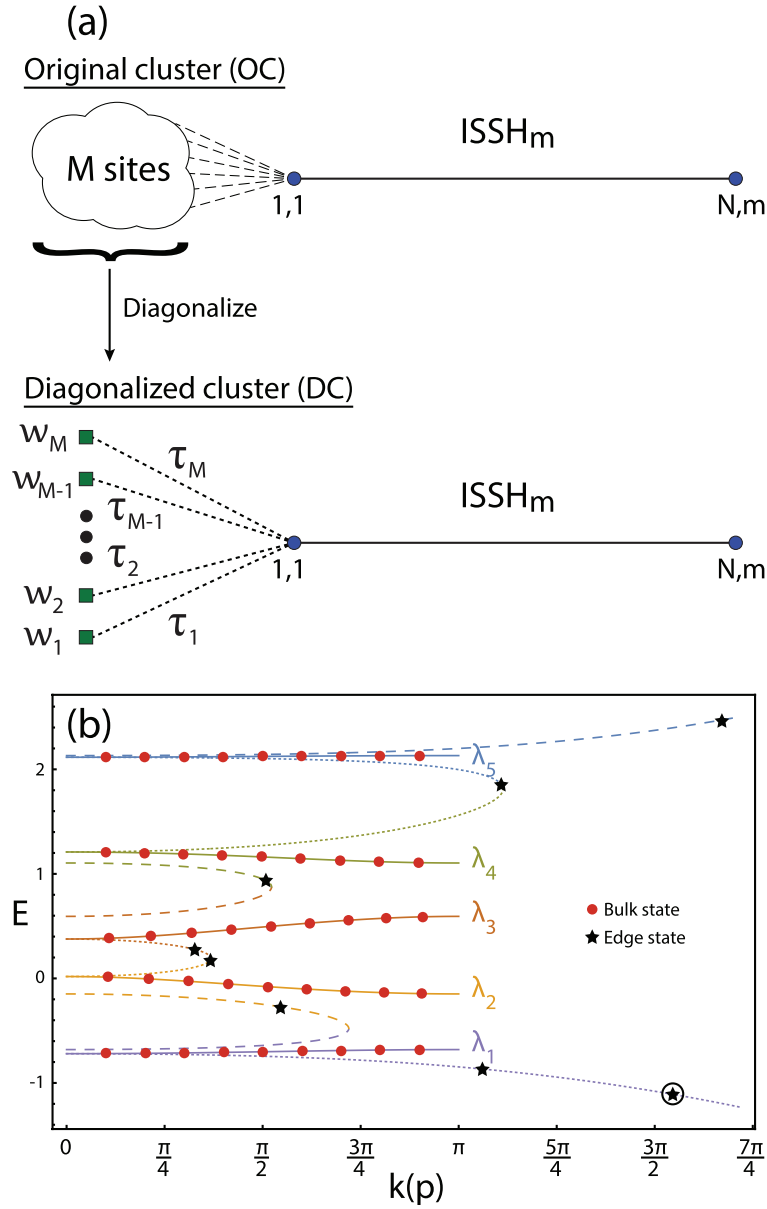 (a)
Original cluster (OC)
M sites
ISSHm
1,1
N,m
Diagonalize
Diagonalized cluster (DC)
wM
τM
wM-1
τM-1
ISSHm
τ2
1,1
N,m
w2
τ1
w1
(b)
λ5
2
λ4
1
E
λ3
Bulk state
Edge state
0
λ2
λ1
-1
0 π/4 π/2 3π/4 π 5π/4 3π/2 7π/4
k(p)